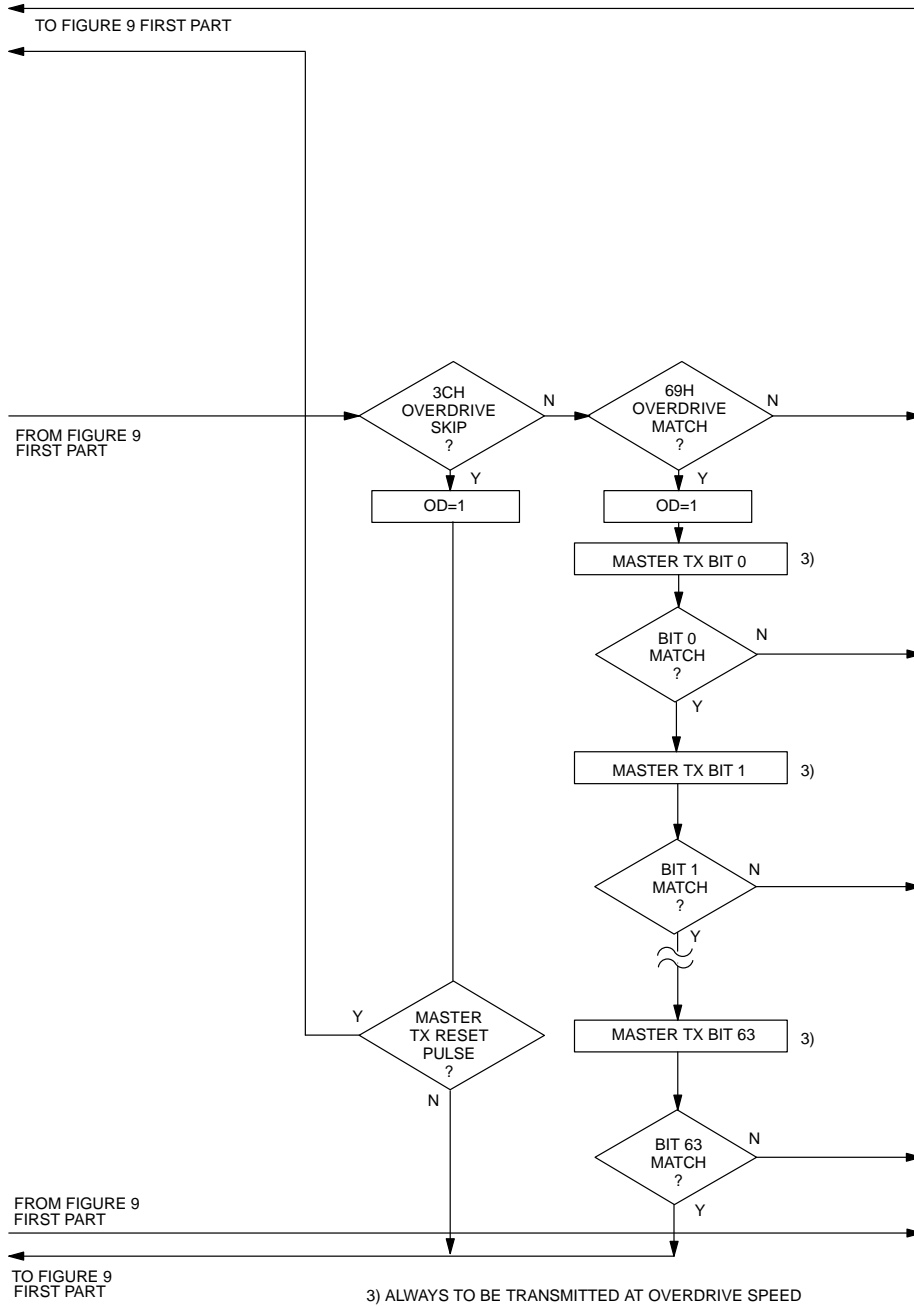 TO FIGURE 9 FIRST PART
3CH
OVERDRIVE
SKIP
?
N
69H
OVERDRIVE
MATCH
?
N
FROM FIGURE 9
FIRST PART
Y
Y
OD=1
OD=1
MASTER TX BIT 0
3)
BIT 0
MATCH
?
N
Y
MASTER TX BIT 1
3)
BIT 1
MATCH
?
N
Y
Y
MASTER
TX RESET
PULSE
?
N
MASTER TX BIT 63
3)
BIT 63
MATCH
?
N
Y
FROM FIGURE 9
FIRST PART
TO FIGURE 9
FIRST PART
3) ALWAYS TO BE TRANSMITTED AT OVERDRIVE SPEED